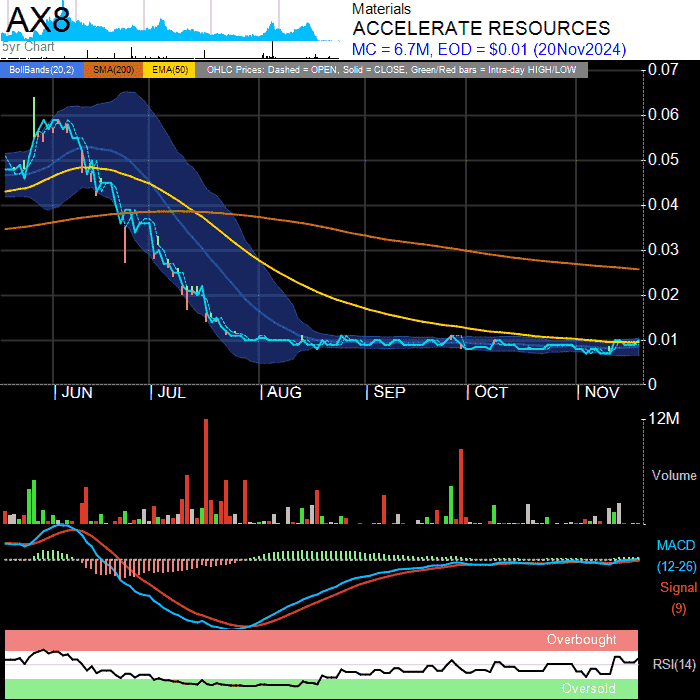 AX8
5yr Chart
Materials
ACCELERATE RESOURCES
MC = 6.7M, EOD = $0.01 (20Nov2024)
BollBands(20,2) SMA(200) EMA(50) OHLC Prices: Dashed = OPEN, Solid = CLOSE, Green/Red bars = Intra-day HIGH/LOW
0.07
0.06
0.05
0.04
0.03
0.02
0.01
0
| JUN | JUL | AUG | SEP | OCT | NOV
12M
Volume
MACD
(12-26)
Signal
(9)
Overbought
RSI(14)
Oversold